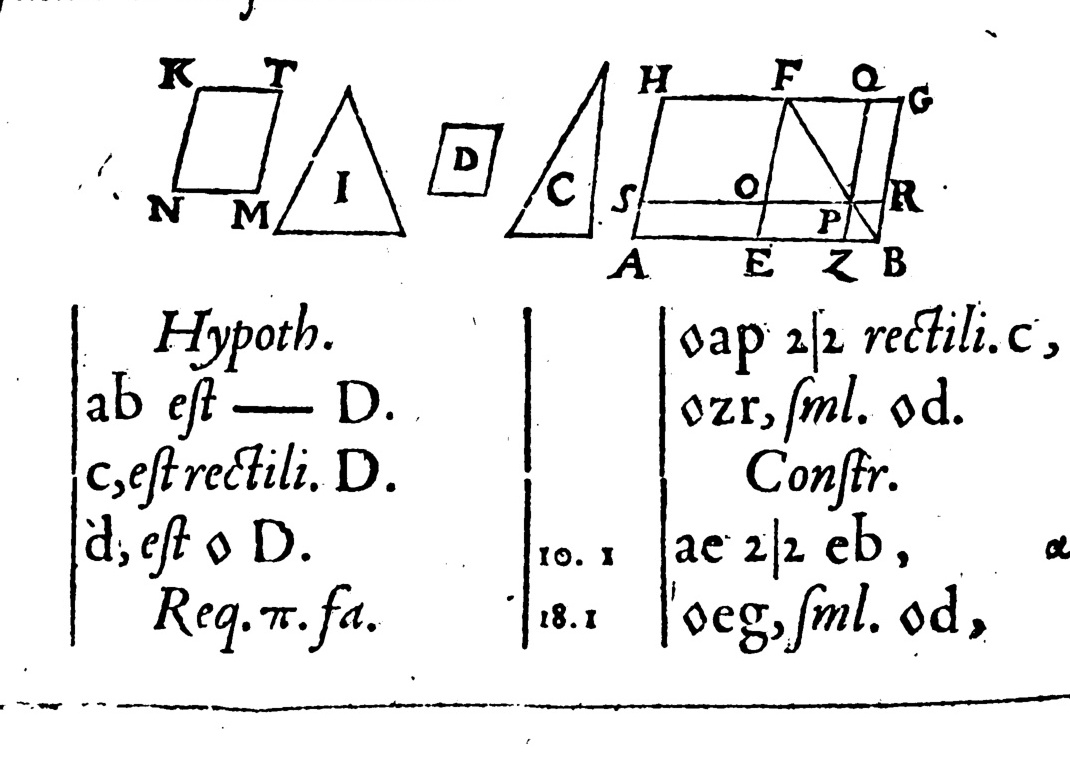 K T H F Q G
I D C S O P R
N M A E Z B
Hypoth.
ab eſt — D.
c, eſt rectili. D.
d, eſt ◊ D.
Req. π. fa.
10. 1
18. 1
◊ap 2|2 rectili. c,
◊zr, ſml. ◊d.
Conſtr.
ae 2|2 eb, α
◊eg, ſml. ◊d,